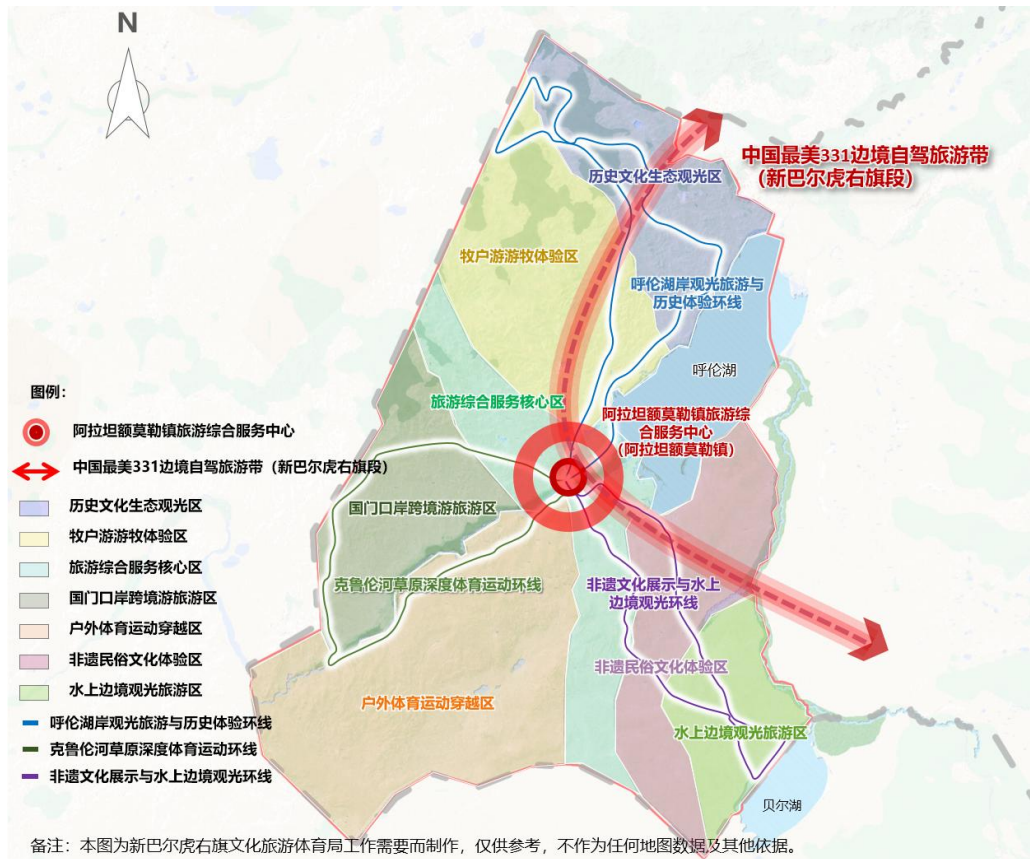 N
中国最美331边境自驾旅游带
（新巴尔虎右旗段）
历史文化生态观光区
牧户游游牧体验区
呼伦湖岸观光旅游与
历史体验环线
呼伦湖
旅游综合服务核心区
阿拉坦额莫勒镇旅游综
合服务中心
（阿拉坦额莫勒镇）
国门口岸跨境游旅游区
克鲁伦河草原深度体育运动环线
非遗文化展示与水上
边境观光环线
非遗民俗文化体验区
户外体育运动穿越区
水上边境观光旅游区
贝尔湖
图例：
阿拉坦额莫勒镇旅游综合服务中心
中国最美331边境自驾旅游带（新巴尔虎右旗段）
历史文化生态观光区
牧户游游牧体验区
旅游综合服务核心区
国门口岸跨境游旅游区
户外体育运动穿越区
非遗民俗文化体验区
水上边境观光旅游区
呼伦湖岸观光旅游与历史体验环线
克鲁伦河草原深度体育运动环线
非遗文化展示与水上边境观光环线
备注：本图为新巴尔虎右旗文化旅游体育局工作需要而制作，仅供参考，不作为任何地图数据及其他依据。